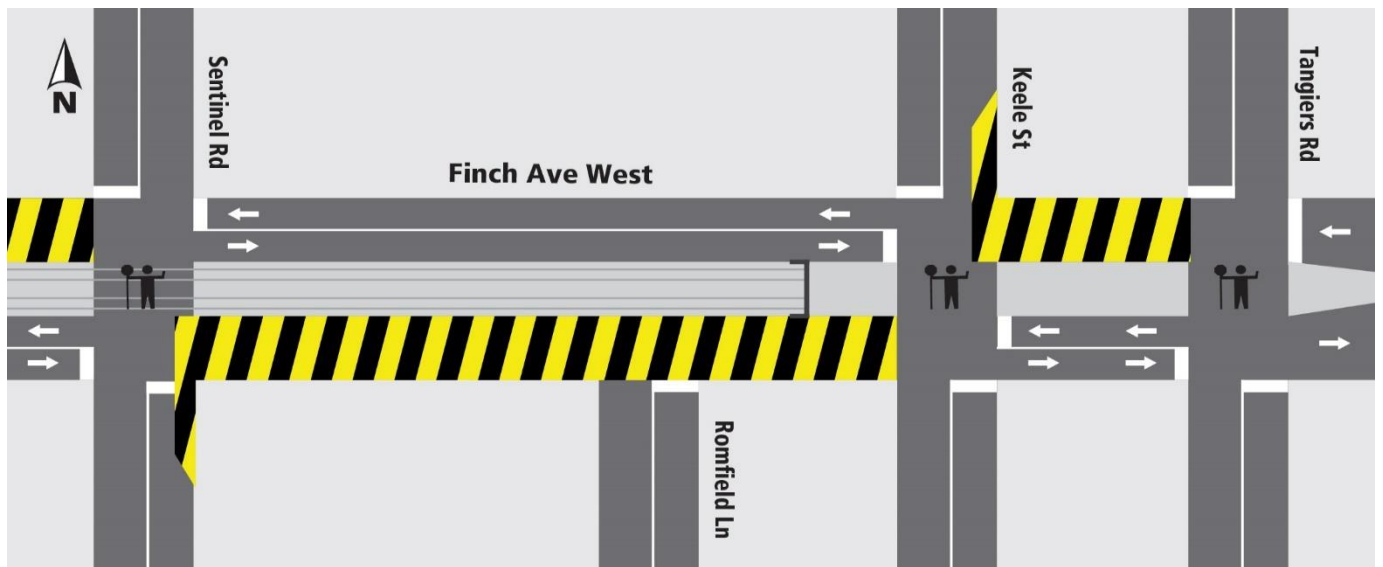 N
Sentinel Rd
Finch Ave West
Keele St
Tangiers Rd
Romfield Ln